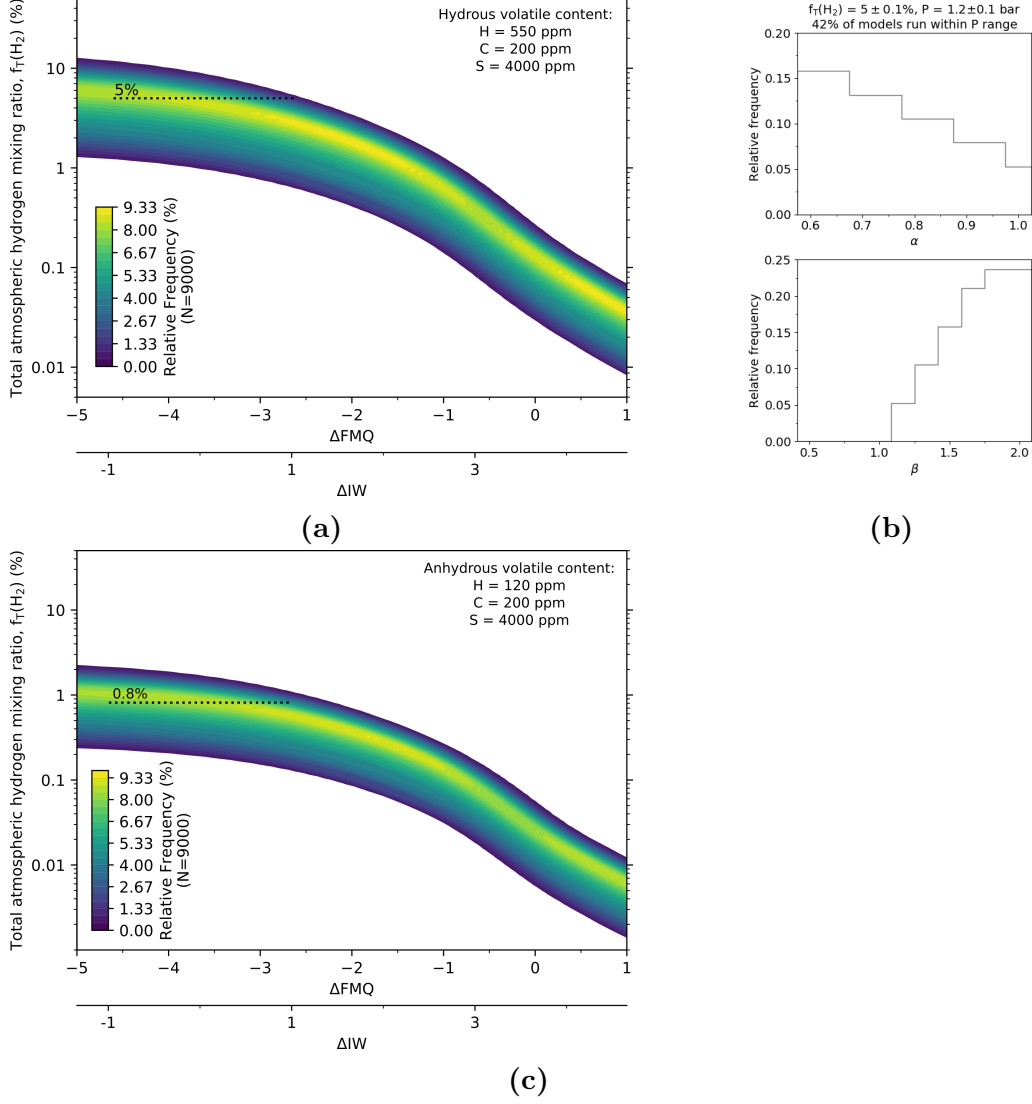 Total atmospheric hydrogen mixing ratio, fT(H2) (%)
10
1
0.1
0.01
Hydrous volatile content:
H = 550 ppm
C = 200 ppm
S = 4000 ppm
5%
9.33
8.00
6.67
5.33
4.00
2.67
1.33
0.00
Relative Frequency (%)
(N=9000)
−5 −4 −3 −2 −1 0 1
ΔFMQ
-1 1 3
ΔIW
(a)
fT(H2) = 5 ± 0.1%, P = 1.2±0.1 bar
42% of models run within P range
Relative frequency
0.20
0.15
0.10
0.05
0.00
0.6 0.7 0.8 0.9 1.0
α
Relative frequency
0.25
0.20
0.15
0.10
0.05
0.00
0.5 1.0 1.5 2.0
β
(b)
Total atmospheric hydrogen mixing ratio, fT(H2) (%)
10
1
0.1
0.01
Anhydrous volatile content:
H = 120 ppm
C = 200 ppm
S = 4000 ppm
0.8%
9.33
8.00
6.67
5.33
4.00
2.67
1.33
0.00
Relative Frequency (%)
(N=9000)
−5 −4 −3 −2 −1 0 1
ΔFMQ
-1 1 3
ΔIW
(c)